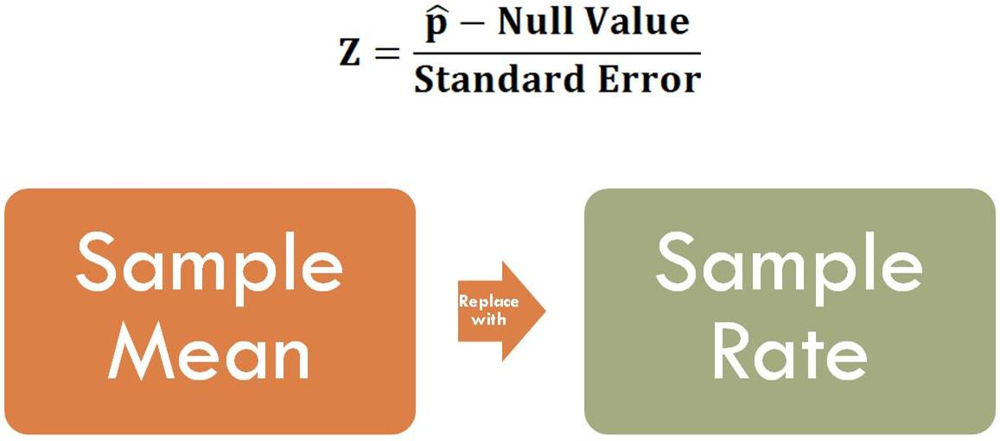 Z = p̂ − Null Value / Standard Error
Sample
Mean
Replace
with
Sample
Rate